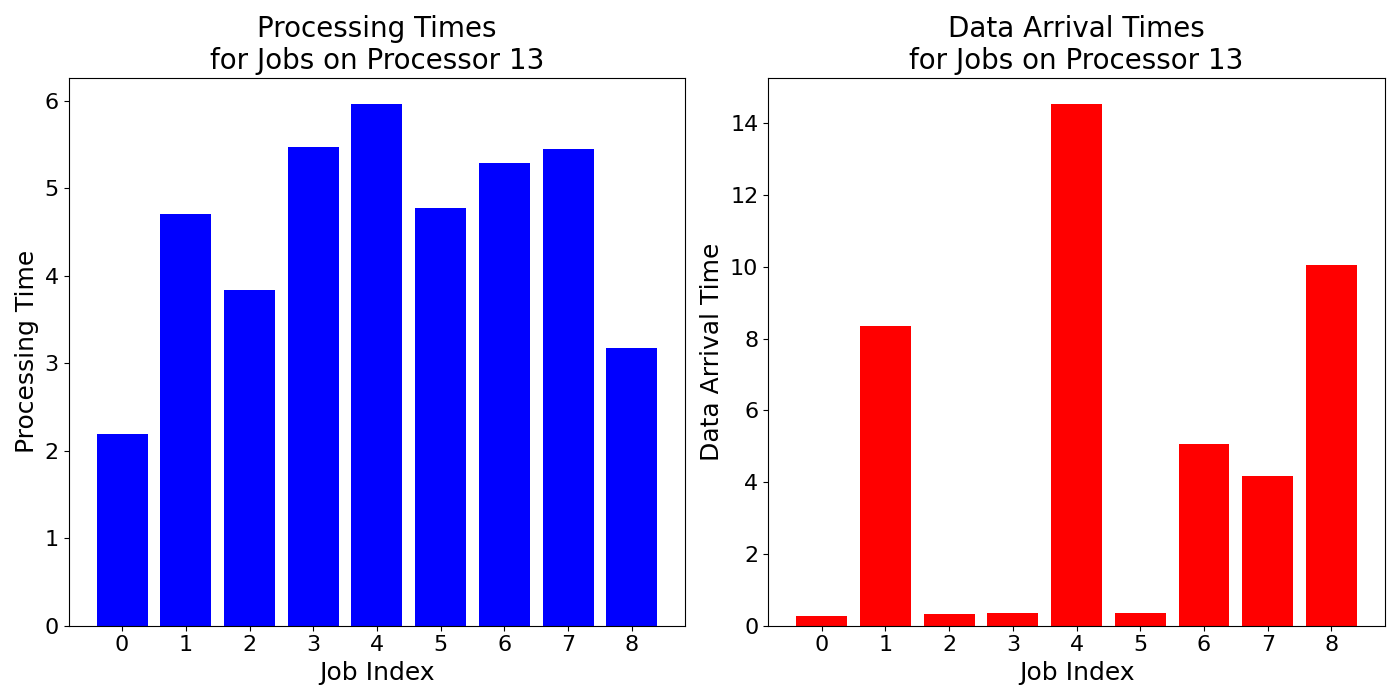 Processing Times
for Jobs on Processor 13
Processing Time
6
5
4
3
2
1
0
0 1 2 3 4 5 6 7 8
Job Index
Data Arrival Times
for Jobs on Processor 13
Data Arrival Time
14
12
10
8
6
4
2
0
0 1 2 3 4 5 6 7 8
Job Index